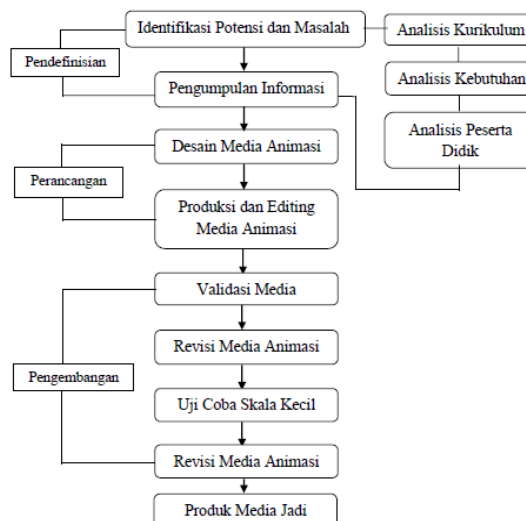 Identifikasi Potensi dan Masalah
Analisis Kurikulum
Pendefinisian
Analisis Kebutuhan
Pengumpulan Informasi
Analisis Peserta
Didik
Desain Media Animasi
Perancangan
Produksi dan Editing
Media Animasi
Validasi Media
Revisi Media Animasi
Pengembangan
Uji Coba Skala Kecil
Revisi Media Animasi
Produk Media Jadi